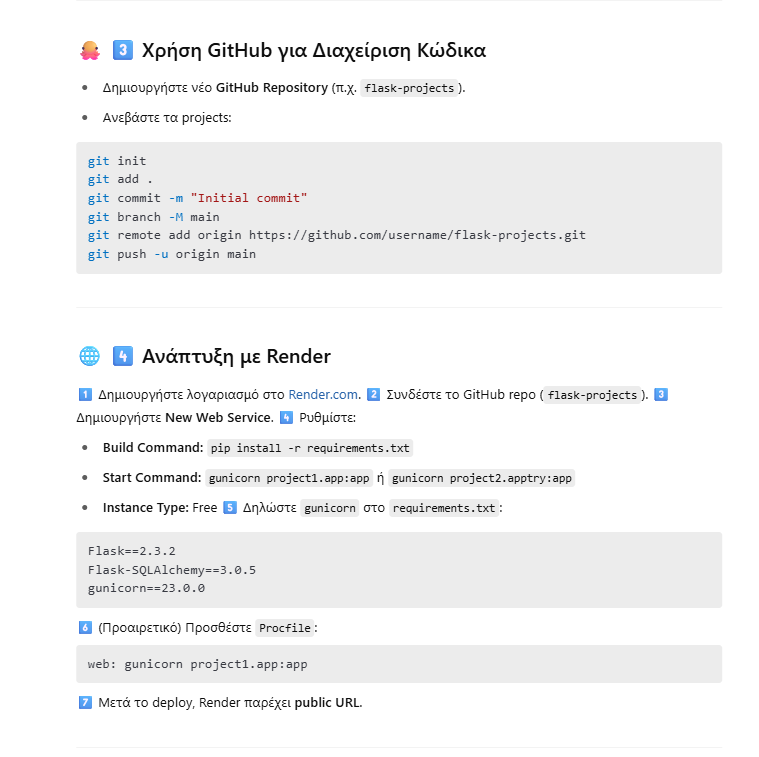 🐙 3️⃣ Χρήση GitHub για Διαχείριση Κώδικα
• Δημιουργήστε νέο GitHub Repository (π.χ. flask-projects).
• Ανεβάστε τα projects:
git init
git add .
git commit -m "Initial commit"
git branch -M main
git remote add origin https://github.com/username/flask-projects.git
git push -u origin main
🌐 4️⃣ Ανάπτυξη με Render
1️⃣ Δημιουργήστε λογαριασμό στο Render.com. 2️⃣ Συνδέστε το GitHub repo (flask-projects). 3️⃣
Δημιουργήστε New Web Service. 4️⃣ Ρυθμίστε:
• Build Command: pip install -r requirements.txt
• Start Command: gunicorn project1.app:app ή gunicorn project2.apptry:app
• Instance Type: Free 5️⃣ Δηλώστε gunicorn στο requirements.txt:
Flask==2.3.2
Flask-SQLAlchemy==3.0.5
gunicorn==23.0.0
6️⃣ (Προαιρετικό) Προσθέστε Procfile:
web: gunicorn project1.app:app
7️⃣ Μετά το deploy, Render παρέχει public URL.